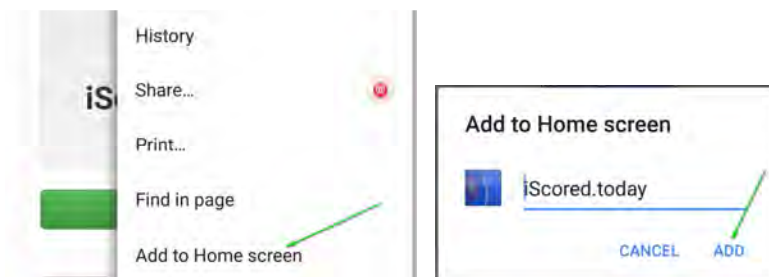 History
iS
Share...
Print...
Find in page
Add to Home screen
Add to Home screen
iScored.today
CANCEL ADD